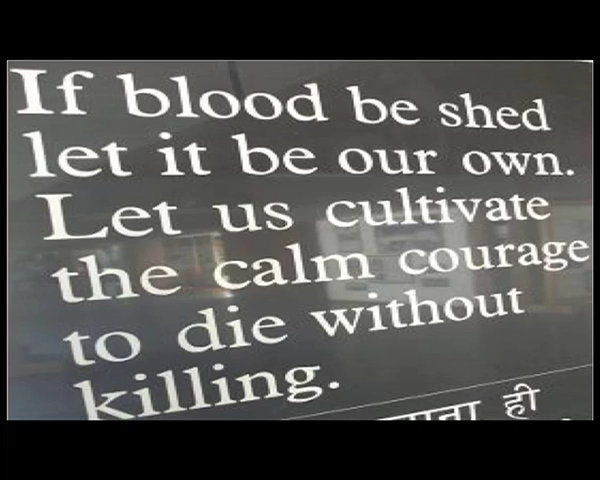 If blood be shed
let it be our own.
Let us cultivate
the calm courage
to die without
killing.
ही